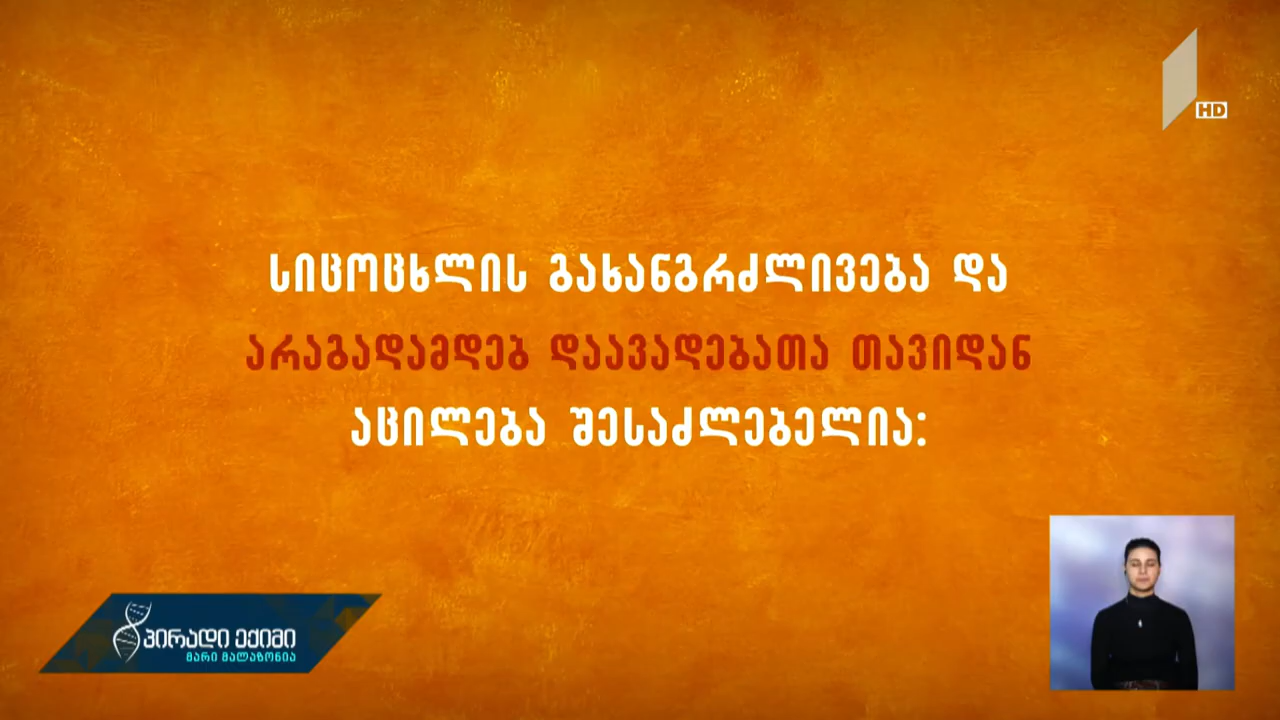 HD
სიცოცხლის გახანგრძლივება და
არაგადამდებ დაავადებათა თავიდან
აცილება შესაძლებელია:
პირადი ექიმი
მარი მალაზონია